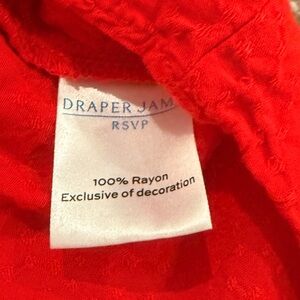 DRAPER JAM
RSVP
100% Rayon
Exclusive of decoration